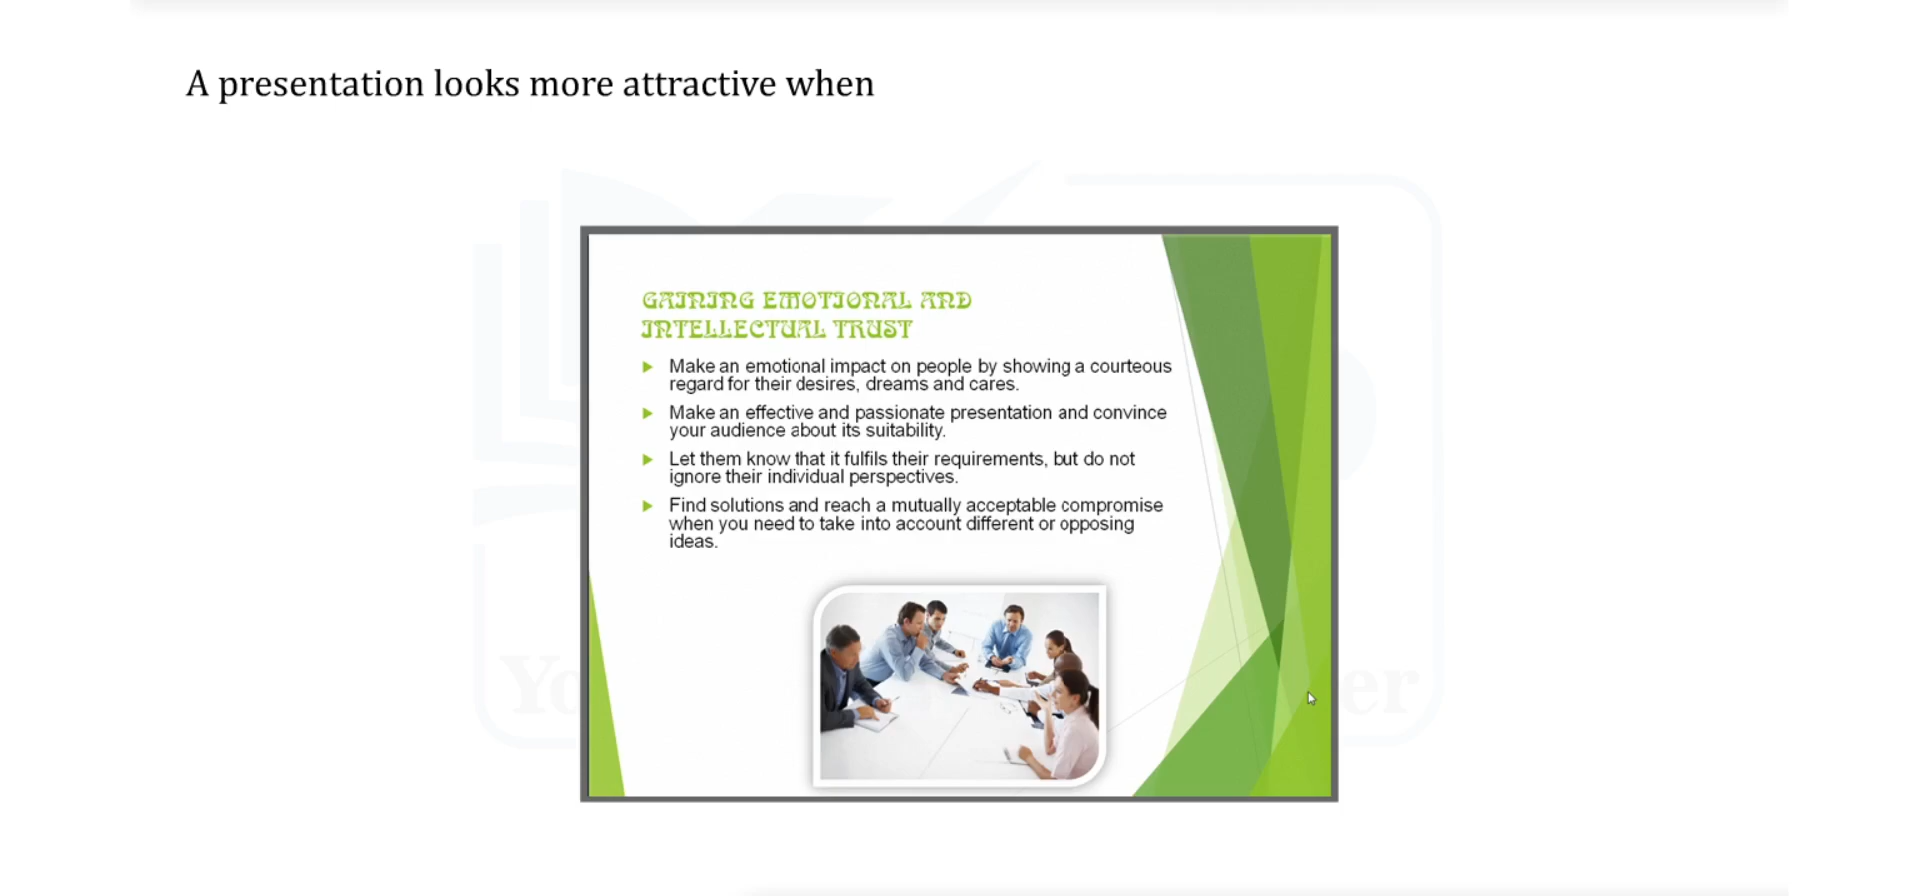 A presentation looks more attractive when
GAINING EMOTIONAL AND
INTELLECTUAL TRUST
Make an emotional impact on people by showing a courteous
regard for their desires, dreams and cares.
Make an effective and passionate presentation and convince
your audience about its suitability.
Let them know that it fulfils their requirements, but do not
ignore their individual perspectives.
Find solutions and reach a mutually acceptable compromise
when you need to take into account different or opposing
ideas.